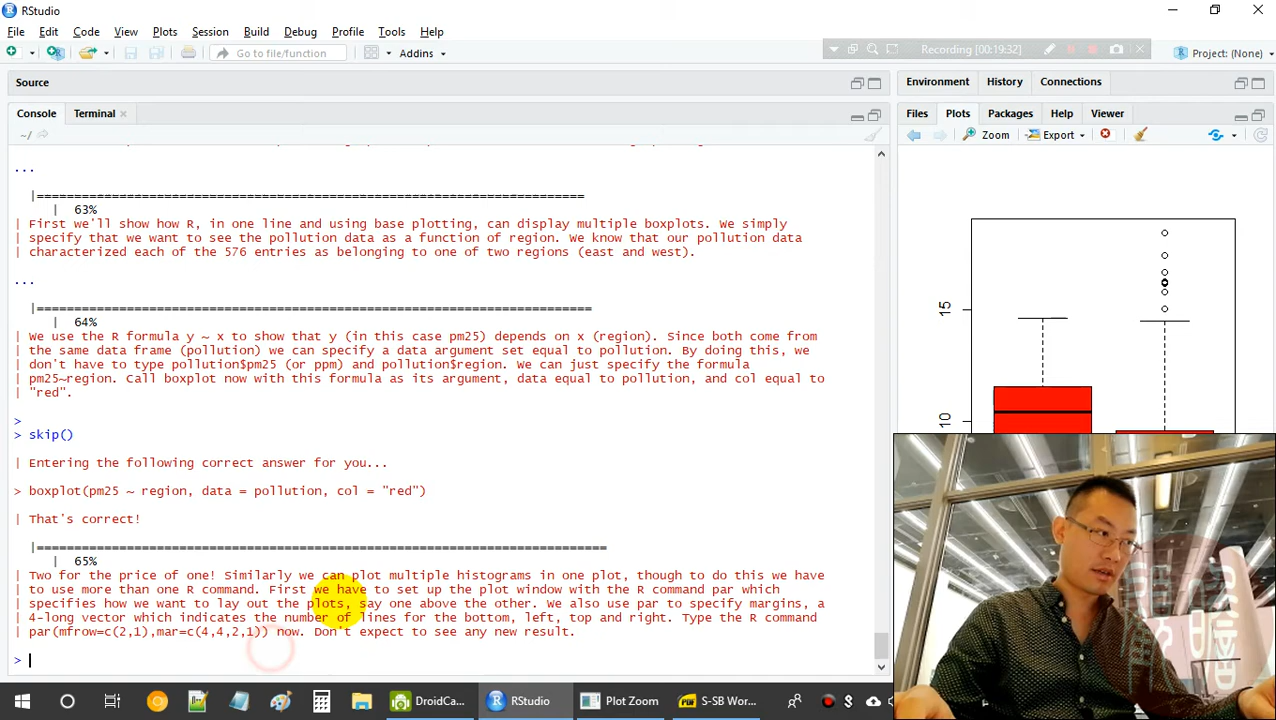 RStudio
File Edit Code View Plots Session Build Debug Profile Tools Help
Go to file/function Addins Recording [00:19:32] Project: (None)
Source Environment History Connections
Console Terminal Files Plots Packages Help Viewer
~/ Zoom Export
...
|====================================================================== 
| 63%
| First we'll show how R, in one line and using base plotting, can display multiple boxplots. We simply
| specify that we want to see the pollution data as a function of region. We know that our pollution data
| characterized each of the 576 entries as belonging to one of two regions (east and west).
...
|=======================================================================
| 64%
| We use the R formula y ~ x to show that y (in this case pm25) depends on x (region). Since both come from
| the same data frame (pollution) we can specify a data argument set equal to pollution. By doing this, we
| don't have to type pollution$pm25 (or ppm) and pollution$region. We can just specify the formula
| pm25~region. Call boxplot now with this formula as its argument, data equal to pollution, and col equal to
| "red".
>
> skip()
| Entering the following correct answer for you...
> boxplot(pm25 ~ region, data = pollution, col = "red")
| That's correct!
|=========================================================================
| 65%
| Two for the price of one! Similarly we can plot multiple histograms in one plot, though to do this we have
| to use more than one R command. First we have to set up the plot window with the R command par which
| specifies how we want to lay out the plots, say one above the other. We also use par to specify margins, a
| 4-long vector which indicates the number of lines for the bottom, left, top and right. Type the R command
| par(mfrow=c(2,1),mar=c(4,4,2,1)) now. Don't expect to see any new result.
>
15
10
DroidCa... RStudio Plot Zoom S-SB Wor...